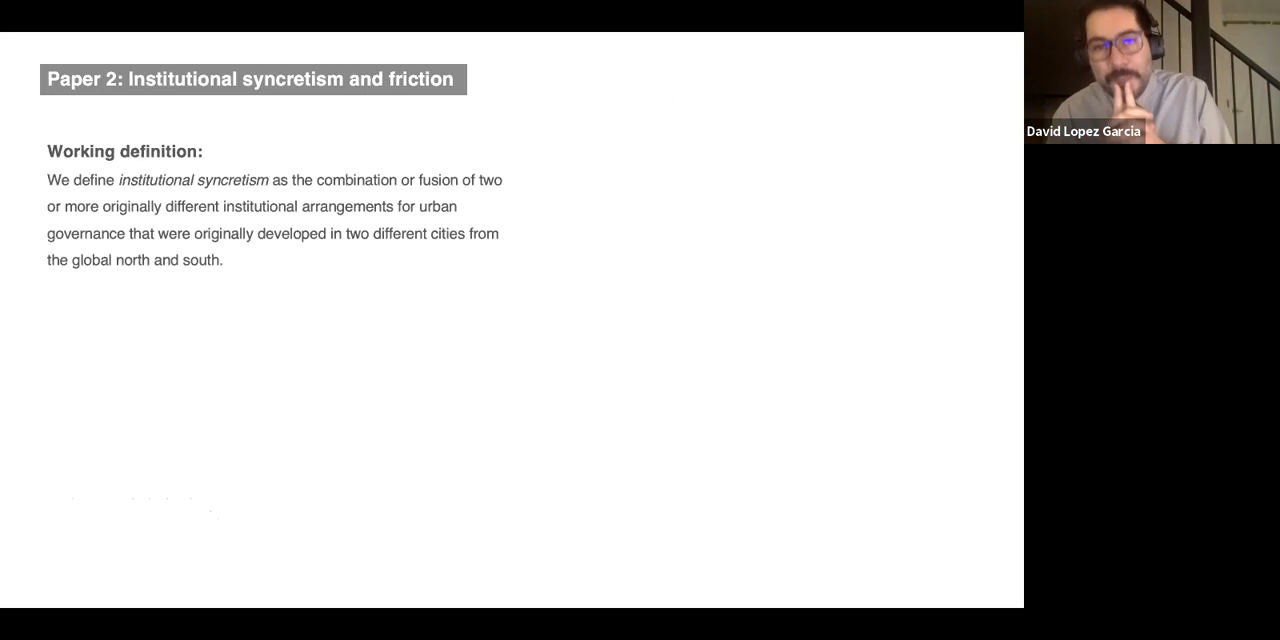 Paper 2: Institutional syncretism and friction
Working definition:
We define institutional syncretism as the combination or fusion of two
or more originally different institutional arrangements for urban
governance that were originally developed in two different cities from
the global north and south.
David Lopez Garcia